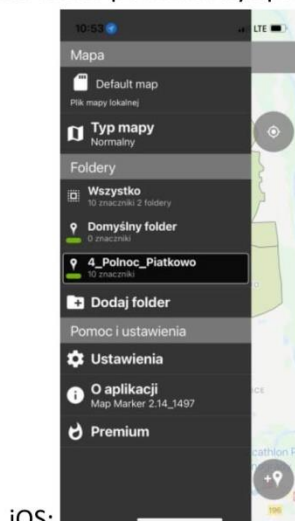 10:53
LTE
Mapa
Default map
Plik mapy lokalnej
Typ mapy
Normalny
Foldery
Wszystko
10 znaczniki 2 foldery
Domyślny folder
0 znaczniki
4_Polnoc_Piatkowo
10 znaczniki
Dodaj folder
Pomoc i ustawienia
Ustawienia
O aplikacji
Map Marker 2.14_1497
Premium
196
iOS: